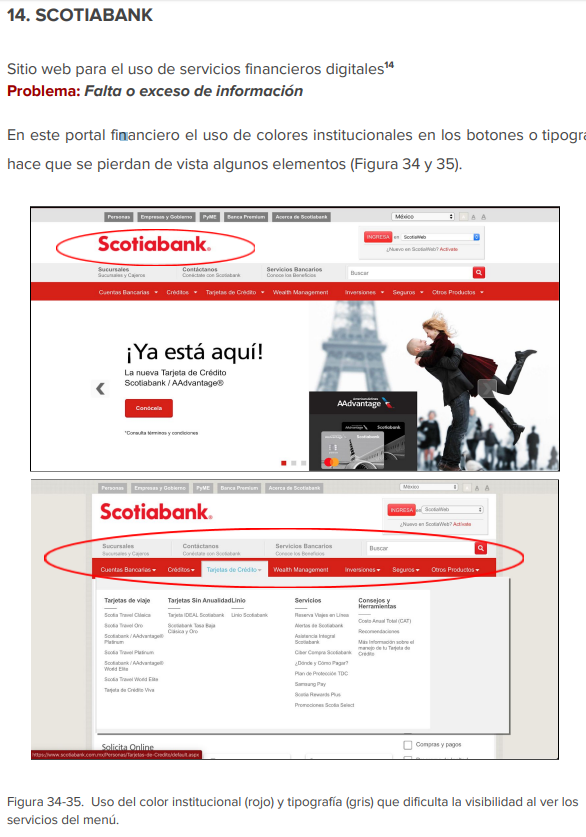 14. SCOTIABANK
Sitio web para el uso de servicios financieros digitales14
Problema: Falta o exceso de información
En este portal financiero el uso de colores institucionales en los botones o tipogra
hace que se pierdan de vista algunos elementos (Figura 34 y 35).
Personas Empresas y Gobierno PyME Banca Premium Acerca de Scotiabank México A A
Scotiabank
INGRESA en ScotiaWeb
¿Nuevo en ScotiaWeb? Actívate
Sucursales Contáctanos Servicios Bancarios
Sucursales y Cajeros Conéctate con Scotiabank Conoce los Beneficios
Buscar
Cuentas Bancarias Créditos Tarjetas de Crédito Wealth Management Inversiones Seguros Otros Productos
¡Ya está aquí!
La nueva Tarjeta de Crédito
Scotiabank / AAdvantage®
Conócela
*Consulta términos y condiciones
AAdvantage
Scotiabank
Personas Empresas y Gobierno PyME Banca Premium Acerca de Scotiabank México A A
Scotiabank
INGRESA en ScotiaWeb
¿Nuevo en ScotiaWeb? Actívate
Sucursales Contáctanos Servicios Bancarios
Sucursales y Cajeros Conéctate con Scotiabank Conoce los Beneficios
Buscar
Cuentas Bancarias Créditos Tarjetas de Crédito Wealth Management Inversiones Seguros Otros Productos
Tarjetas de viaje
Scotia Travel Clásica
Scotia Travel Oro
Scotiabank / AAdvantage®
Platinum
Scotia Travel Platinum
Scotiabank / AAdvantage®
World Elite
Scotia Travel World Elite
Tarjeta de Crédito Viva
Tarjetas Sin Anualidad
Tarjeta IDEAL Scotiabank
Scotiabank Tasa Baja
Clásica y Oro
Linio
Linio Scotiabank
Servicios
Reserva Viajes en Línea
Alertas de Scotiabank
Asistencia Integral
Scotiabank
Ciber Compra Scotiabank
¿Dónde y Cómo Pagar?
Plan de Protección TDC
Samsung Pay
Scotia Rewards Plus
Promociones Scotia Select
Consejos y
Herramientas
Costo Anual Total (CAT)
Recomendaciones
Más información sobre el
manejo de tu Tarjeta de
Crédito
Solicita Online
Compras y pagos
https://www.scotiabank.com.mx/Personas/Tarjetas-de-Credito/default.aspx
Figura 34-35. Uso del color institucional (rojo) y tipografía (gris) que dificulta la visibilidad al ver los
servicios del menú.